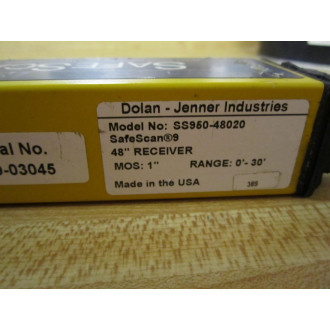 Dolan - Jenner Industries
Model No: SS950-48020
SafeScan®9
48" RECEIVER
MOS: 1" RANGE: 0'- 30'
Made in the USA
al No.
-03045